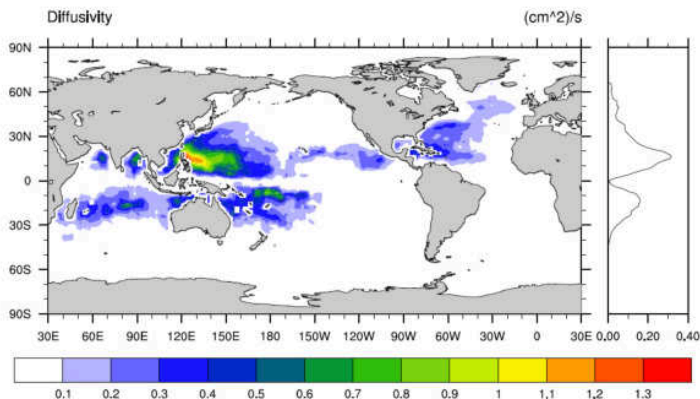 Diffusivity (cm^2)/s
90N
60N
30N
0
30S
60S
90S
30E 60E 90E 120E 150E 180 150W 120W 90W 60W 30W 0 30E
0,00 0,20 0,40
0.1 0.2 0.3 0.4 0.5 0.6 0.7 0.8 0.9 1 1.1 1.2 1.3